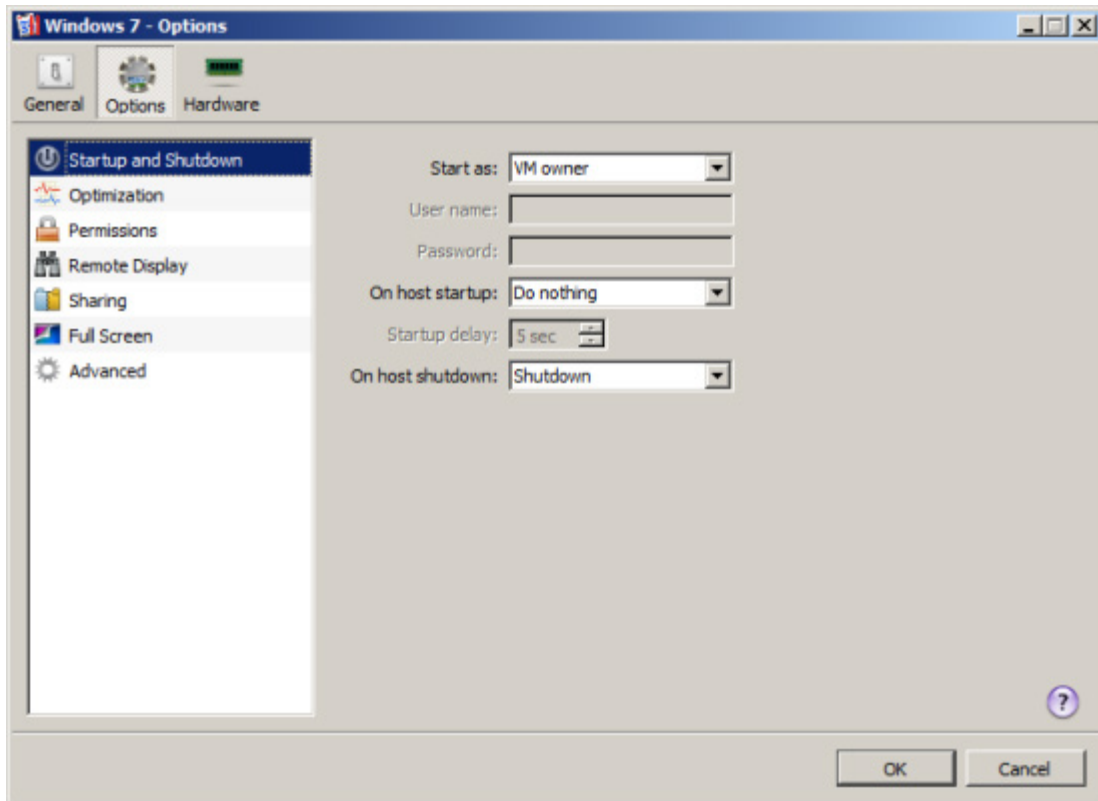 Windows 7 - Options
General Options Hardware
Startup and Shutdown
Optimization
Permissions
Remote Display
Sharing
Full Screen
Advanced
Start as: VM owner
User name:
Password:
On host startup: Do nothing
Startup delay: 5 sec
On host shutdown: Shutdown
?
OK Cancel